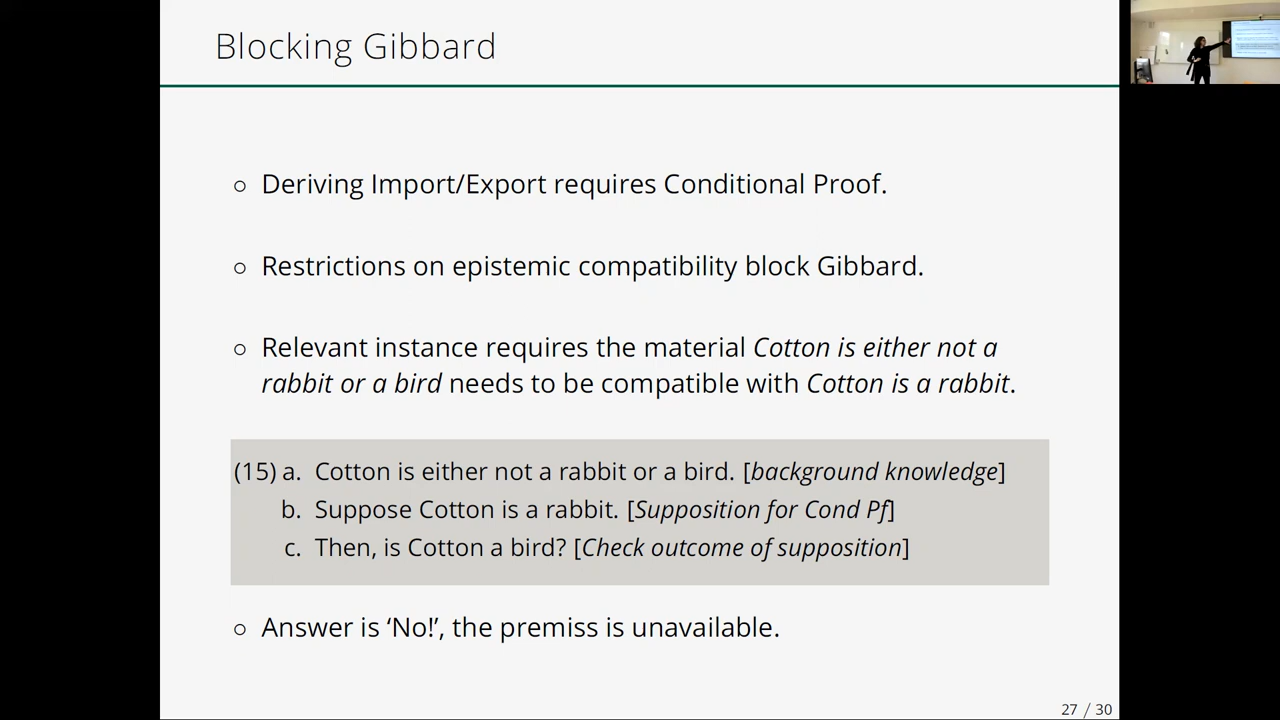 Blocking Gibbard
○ Deriving Import/Export requires Conditional Proof.
○ Restrictions on epistemic compatibility block Gibbard.
○ Relevant instance requires the material Cotton is either not a
rabbit or a bird needs to be compatible with Cotton is a rabbit.
(15) a. Cotton is either not a rabbit or a bird. [background knowledge]
b. Suppose Cotton is a rabbit. [Supposition for Cond Pf]
c. Then, is Cotton a bird? [Check outcome of supposition]
○ Answer is ‘No!’, the premiss is unavailable.
27 / 30